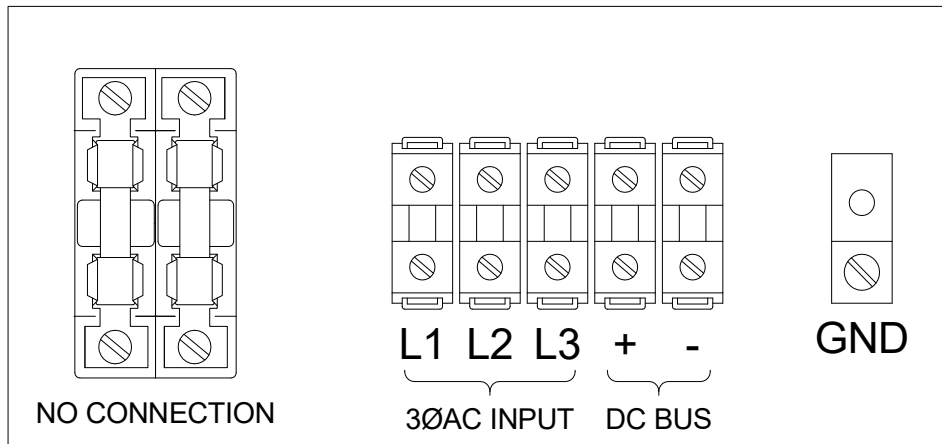 L1 L2 L3 + -
GND
NO CONNECTION
3ØAC INPUT
DC BUS